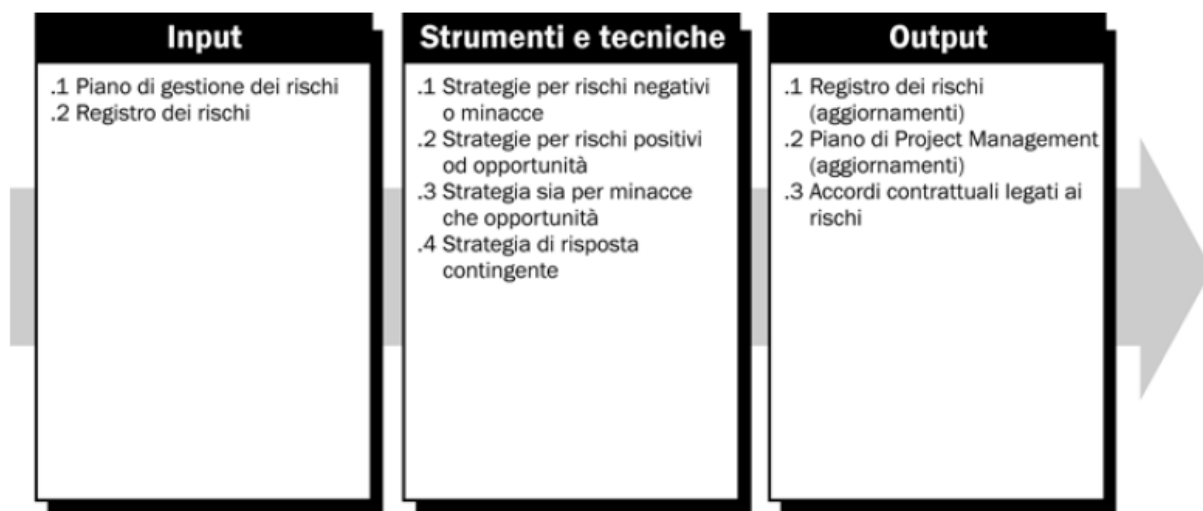 Input
.1 Piano di gestione dei rischi
.2 Registro dei rischi
Strumenti e tecniche
.1 Strategie per rischi negativi
o minacce
.2 Strategie per rischi positivi
od opportunità
.3 Strategia sia per minacce
che opportunità
.4 Strategia di risposta
contingente
Output
.1 Registro dei rischi
(aggiornamenti)
.2 Piano di Project Management
(aggiornamenti)
.3 Accordi contrattuali legati ai
rischi